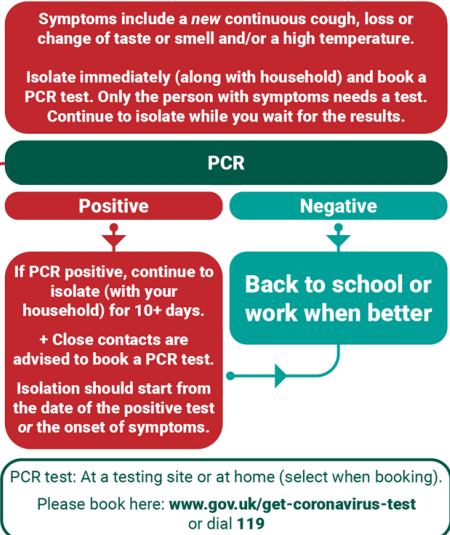 Symptoms include a new continuous cough, loss or
change of taste or smell and/or a high temperature.
Isolate immediately (along with household) and book a
PCR test. Only the person with symptoms needs a test.
Continue to isolate while you wait for the results.
PCR
Positive
Negative
If PCR positive, continue to
isolate (with your
household) for 10+ days.
+ Close contacts are
advised to book a PCR test.
Isolation should start from
the date of the positive test
or the onset of symptoms.
Back to school or
work when better
PCR test: At a testing site or at home (select when booking).
Please book here: www.gov.uk/get-coronavirus-test
or dial 119